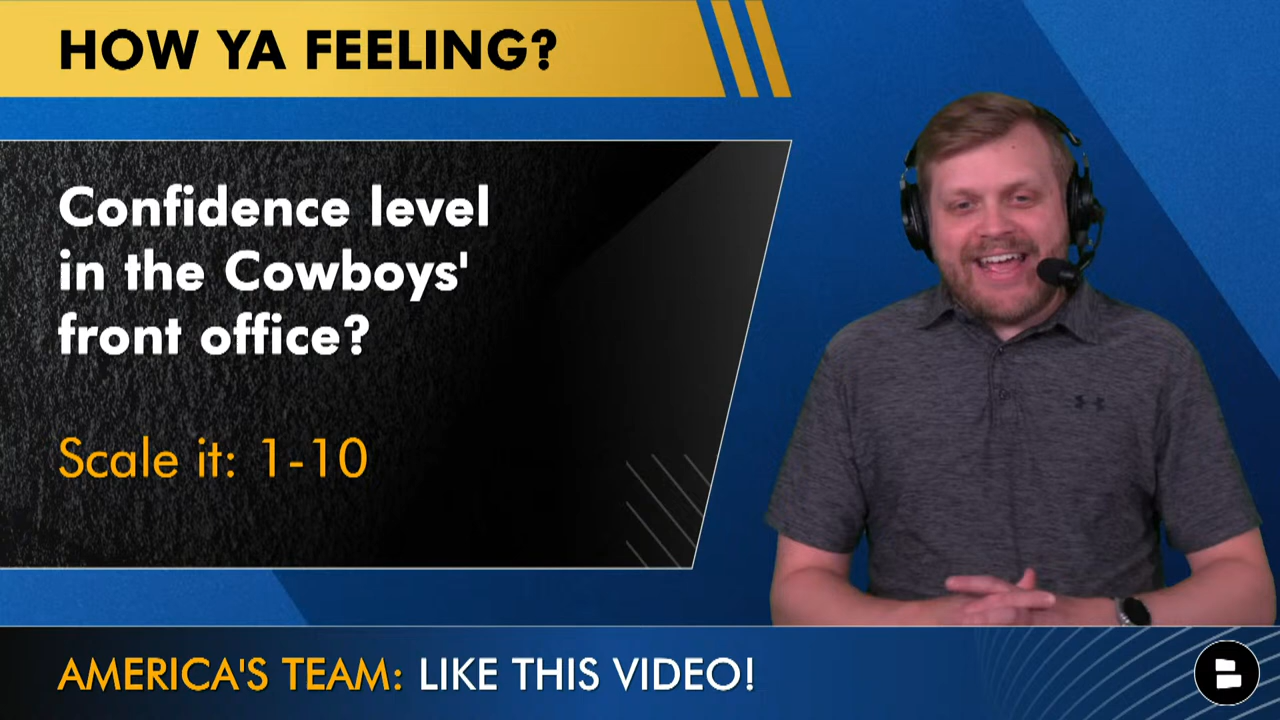 HOW YA FEELING?
Confidence level
in the Cowboys'
front office?
Scale it: 1-10
AMERICA'S TEAM: LIKE THIS VIDEO!